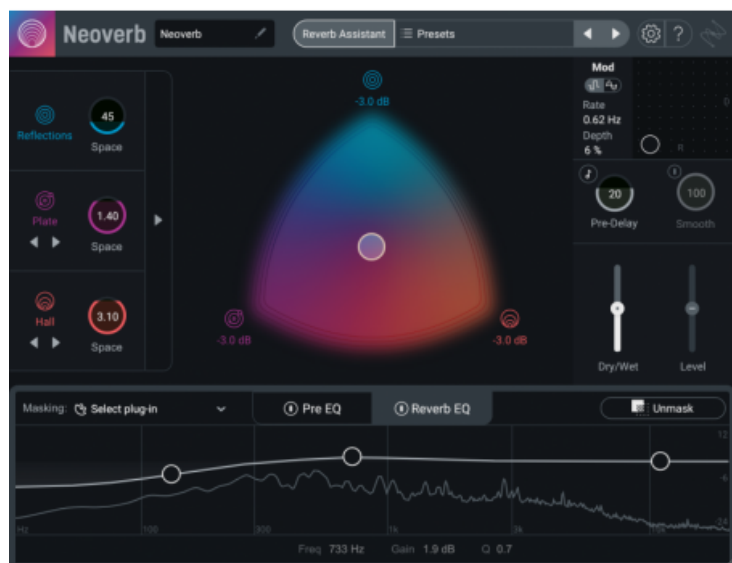 Neoverb Neoverb Reverb Assistant Presets ?
Mod
Rate
0.62 Hz
Depth
6 %
R
-3.0 dB
Reflections
45
Space
Plate
1.40
Space
Hall
3.10
Space
20
Pre-Delay
100
Smooth
-3.0 dB
-3.0 dB
Dry/Wet
Level
Masking: Select plug-in
Pre EQ
Reverb EQ
Unmask
12
-6
-24
Hz 100 300 1k 3k
Freq 733 Hz Gain 1.9 dB Q 0.7